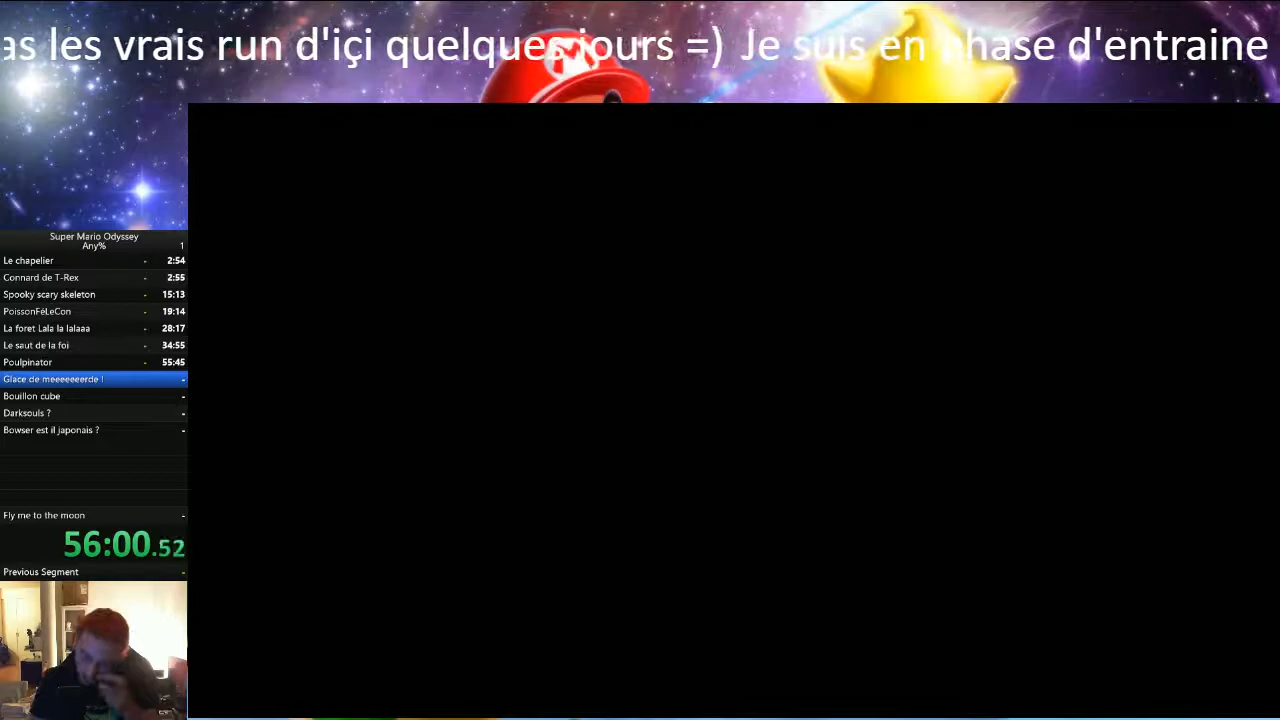 as les vrais run d'içi quelques jours =) Je suis en phase d'entraine
Super Mario Odyssey
Any% 1
Le chapelier - 2:54
Connard de T-Rex - 2:55
Spooky scary skeleton - 15:13
PoissonFéLeCon - 19:14
La foret Lala la lalaaa - 28:17
Le saut de la foi - 34:55
Poulpinator - 55:45
Glace de meeeeeeerde ! -
Bouillon cube -
Darksouls ? -
Bowser est il japonais ? -
Fly me to the moon -
56:00.52
Previous Segment -